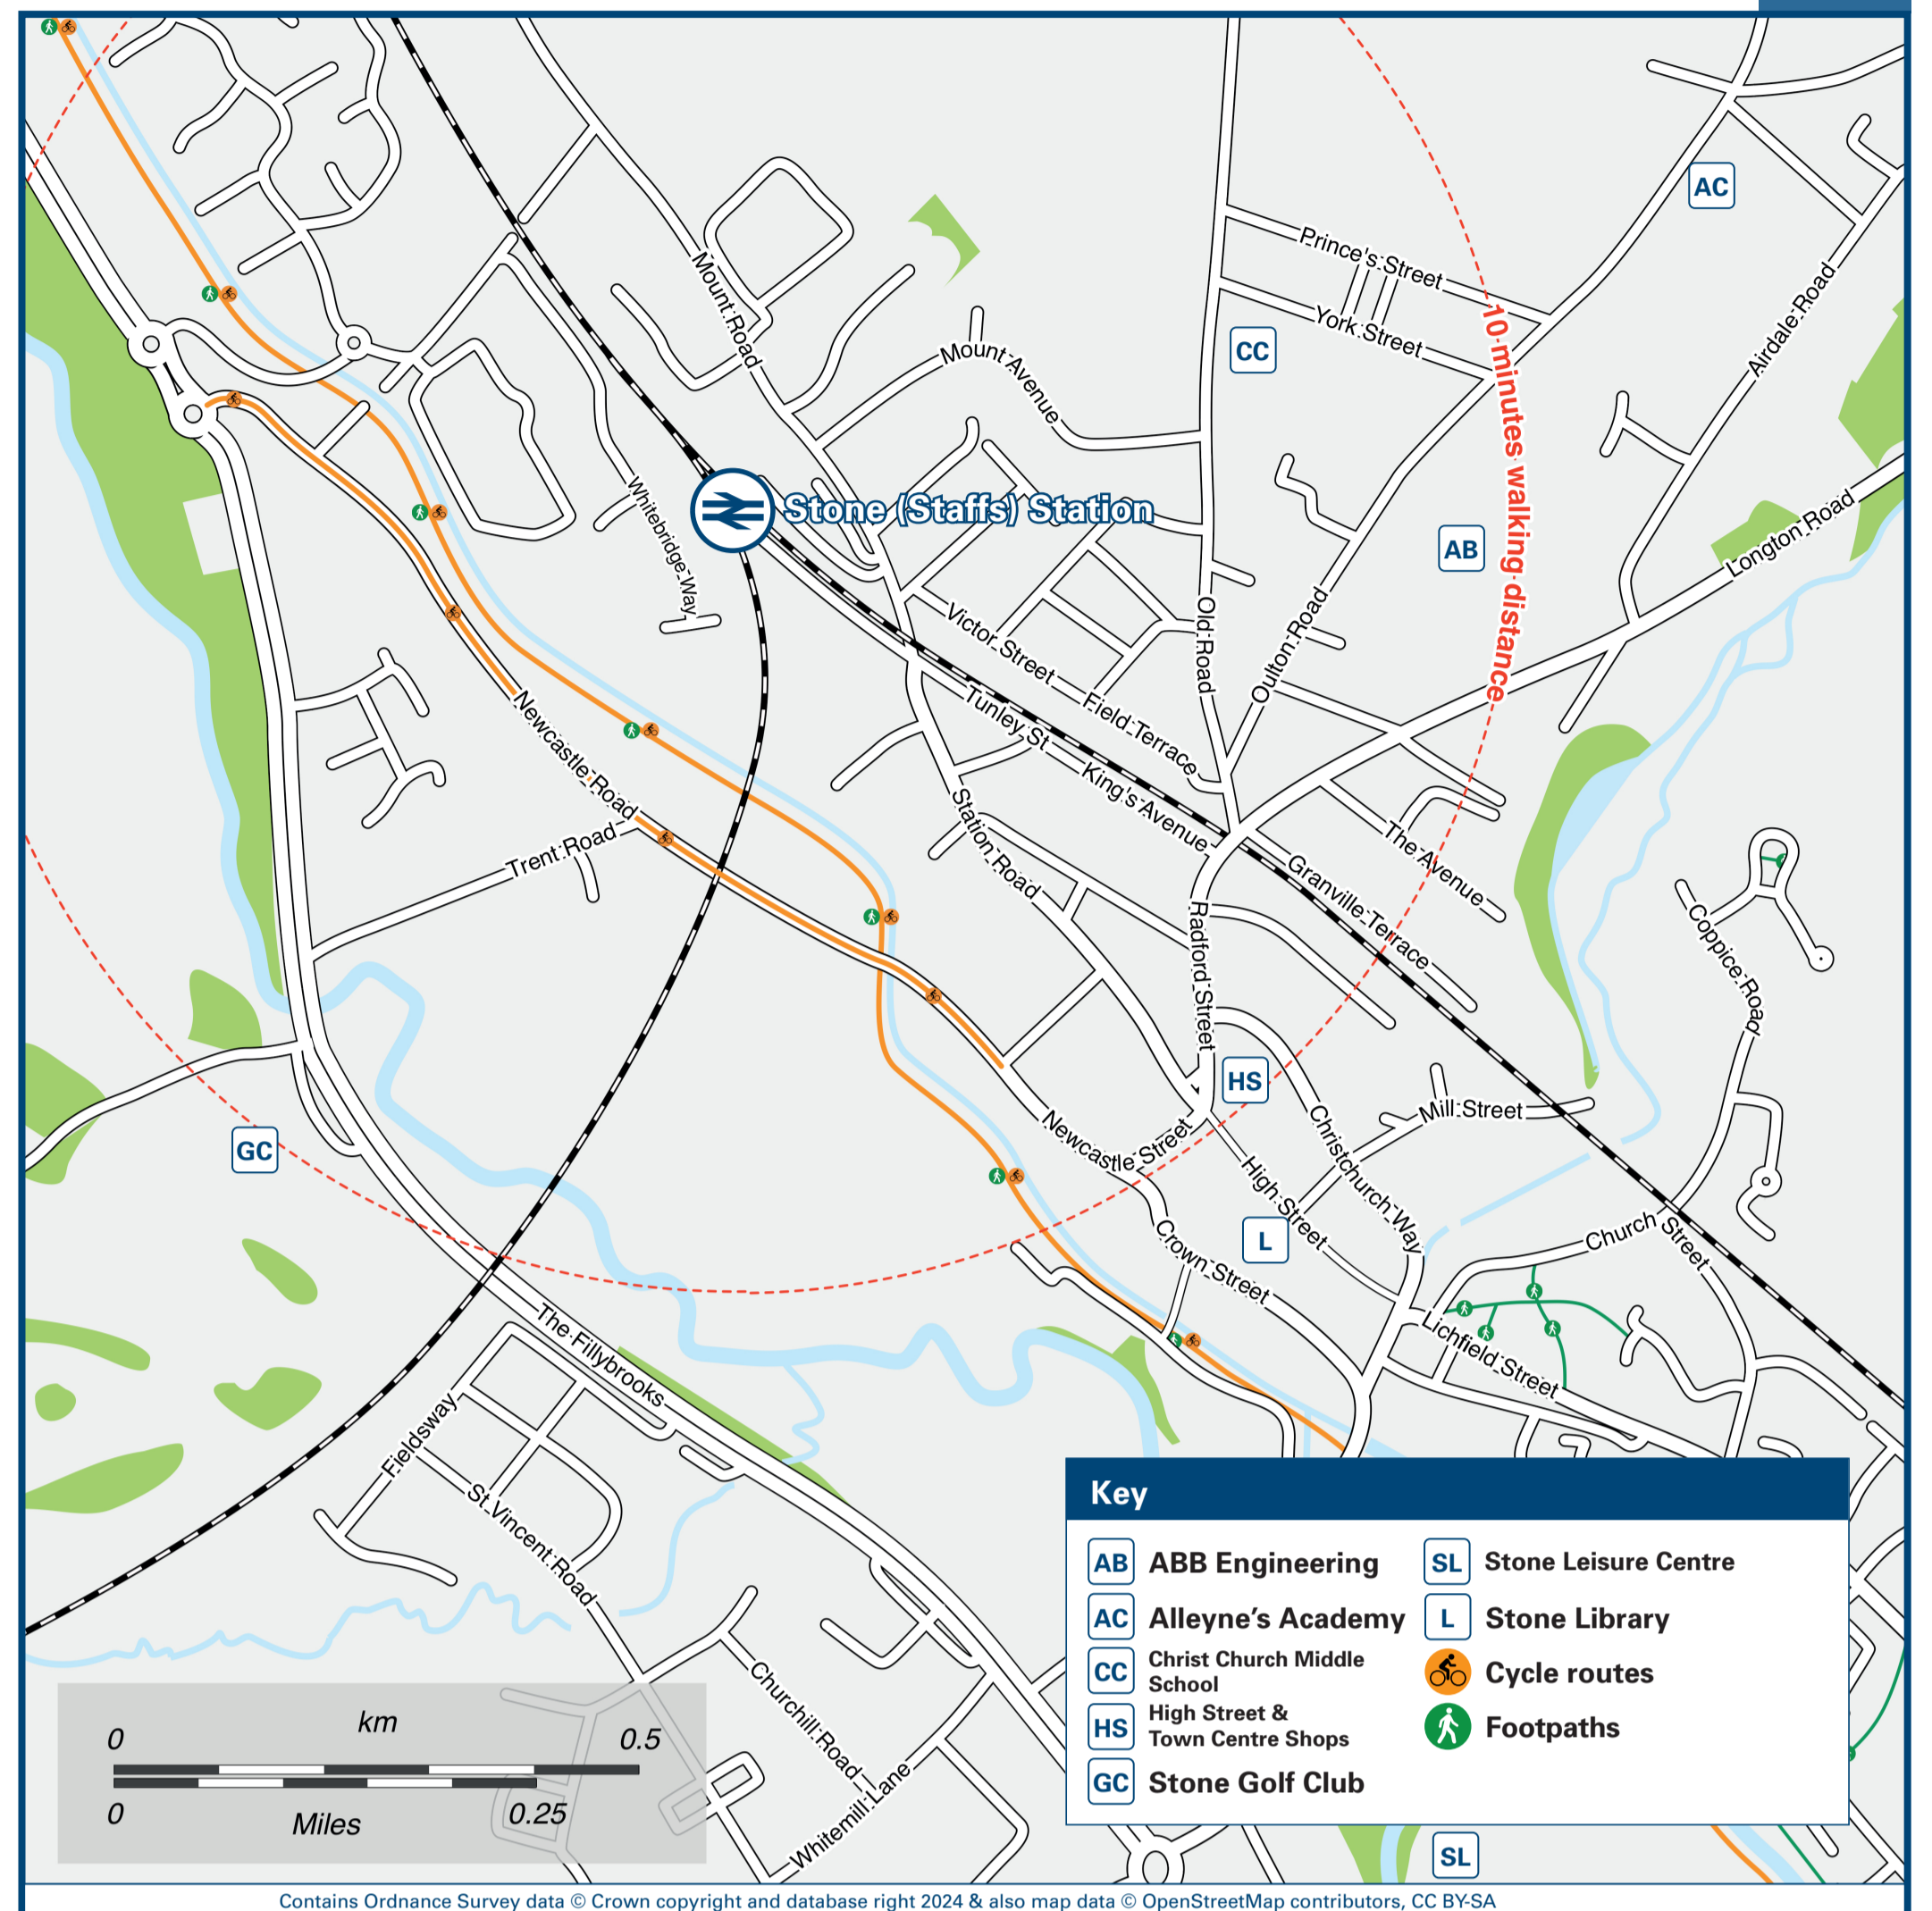 AC
Prince's Street
York Street
CC
Mount Road
Mount Avenue
Airdale Road
10 minutes walking distance
Whitebridge Way
Stone (Staffs) Station
AB
Longton Road
Victor Street
Old Road
Oulton Road
Field Terrace
Tunley St
King's Avenue
Newcastle Road
Trent Road
Station Road
The Avenue
Granville Terrace
Radford Street
Coppice Road
HS
Mill Street
GC
Newcastle Street
High Street
Christchurch Way
L
Crown Street
Church Street
Lichfield Street
The Fillybrooks
Fieldsway
St Vincent Road
Churchill Road
Whitemill Lane
Key
AB ABB Engineering
AC Alleyne’s Academy
CC Christ Church Middle
School
HS High Street &
Town Centre Shops
GC Stone Golf Club
SL Stone Leisure Centre
L Stone Library
Cycle routes
Footpaths
km
0 0.5
0 0.25
Miles
SL
Contains Ordnance Survey data © Crown copyright and database right 2024 & also map data © OpenStreetMap contributors, CC BY-SA